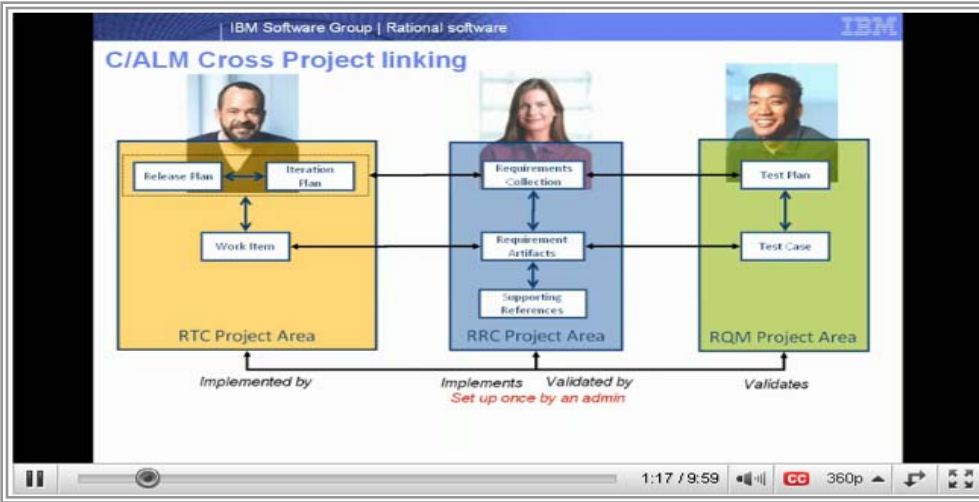 IBM Software Group | Rational software
IBM
C/ALM Cross Project linking
Release Plan
Iteration
Plan
Work Item
RTC Project Area
Requirements
Collection
Requirement
Artifacts
Supporting
References
RRC Project Area
Test Plan
Test Case
RQM Project Area
Implemented by
Implements
Validated by
Validates
Set up once by an admin
1:17 / 9:59
CC
360p